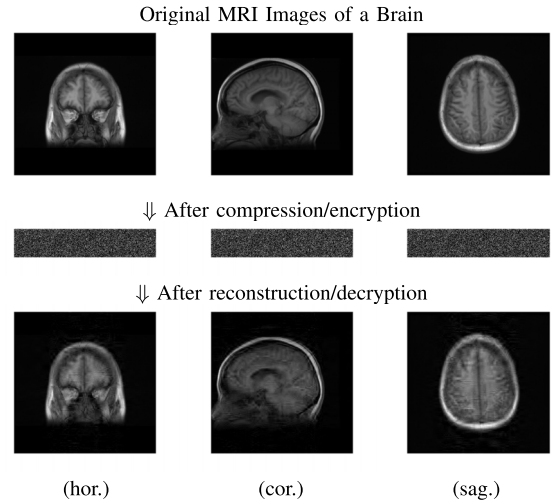 Original MRI Images of a Brain
⇓ After compression/encryption
⇓ After reconstruction/decryption
(hor.) (cor.) (sag.)